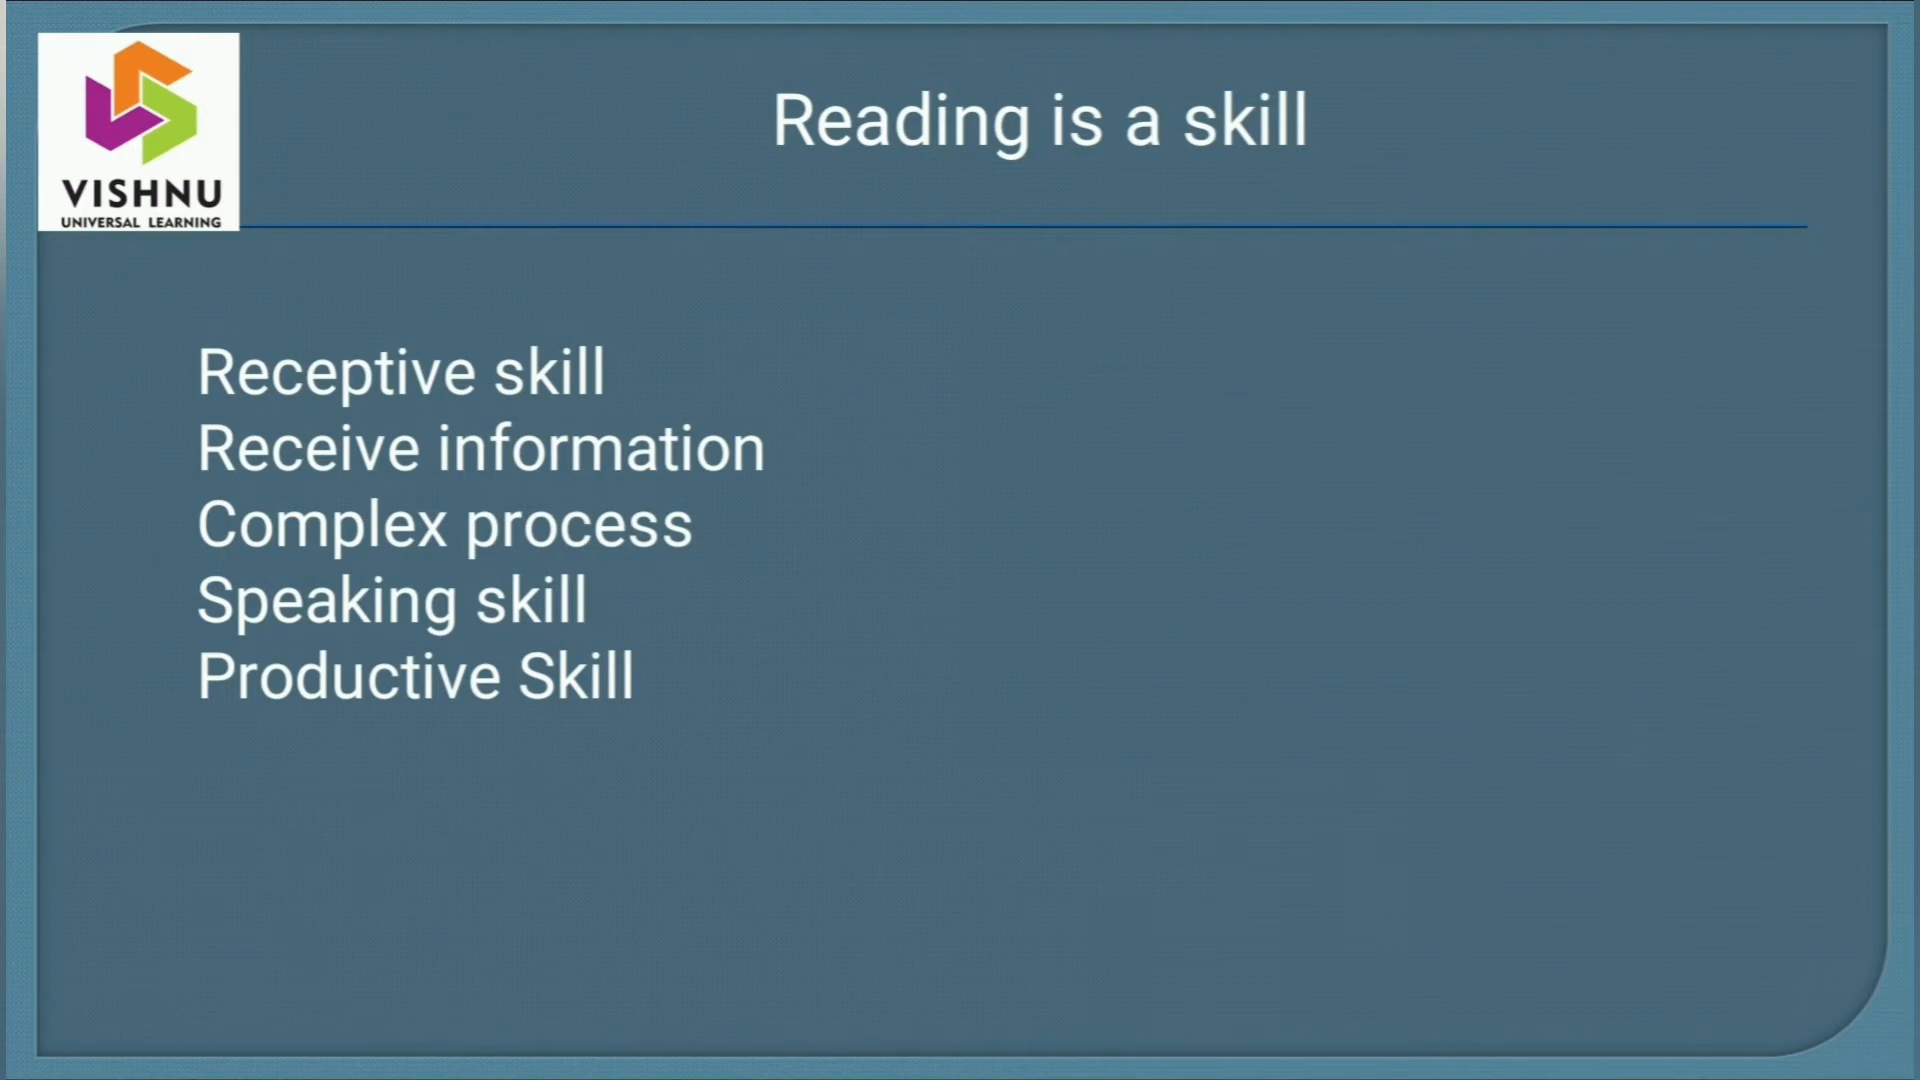 VISHNU
UNIVERSAL LEARNING
Reading is a skill
Receptive skill
Receive information
Complex process
Speaking skill
Productive Skill